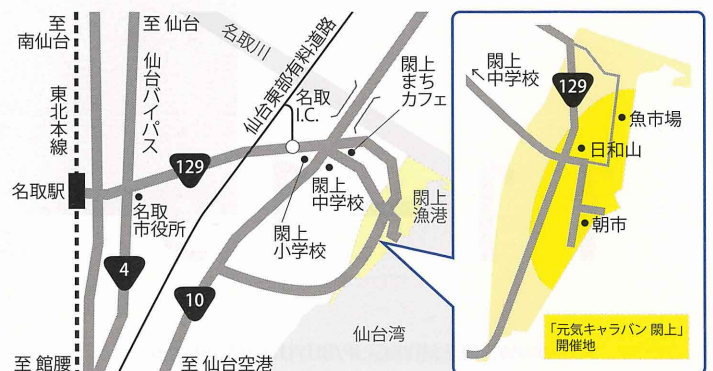 至
南仙台
至 仙台
名取川
仙台東部有料道路
仙台バイパス
東北本線
名取
I.C.
閖上
まち
カフェ
129
名取駅
名取
市役所
閖上
中学校
閖上
小学校
閖上
漁港
4
10
仙台湾
至 館腰
至 仙台空港
閖上
中学校
129
魚市場
日和山
朝市
「元気キャラバン 閖上」
開催地